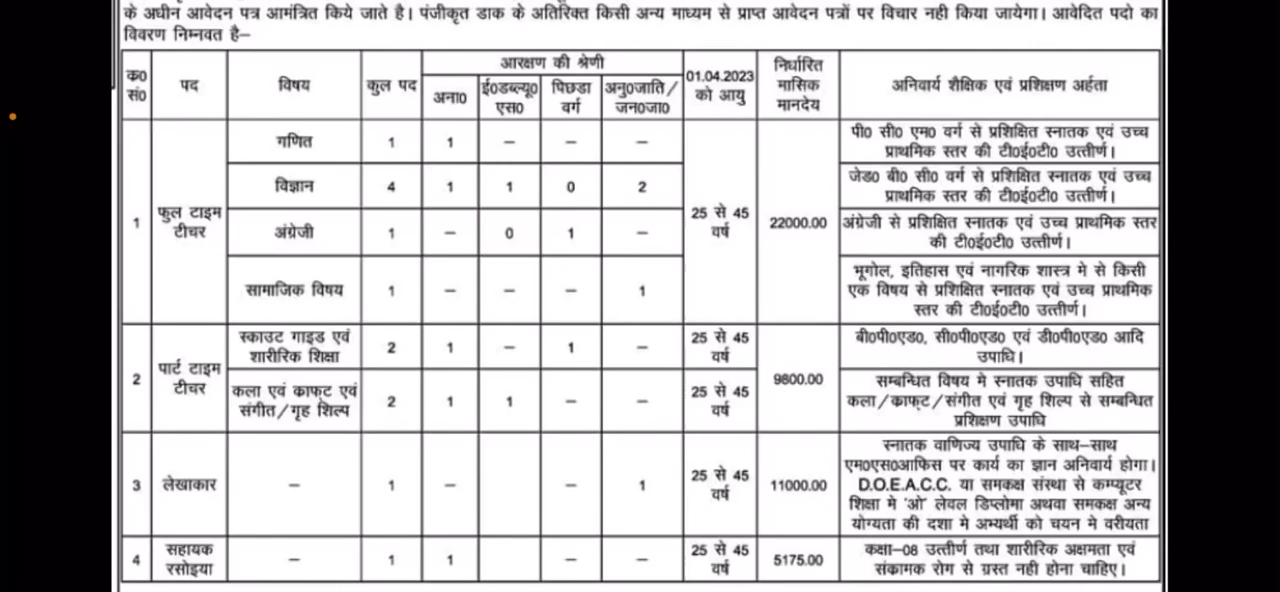 के अधीन आवेदन पत्र आमंत्रित किये जाते है। पंजीकृत डाक के अतिरिक्त किसी अन्य माध्यम से प्राप्त आवेदन पत्रों पर विचार नही किया जायेगा। आवेदित पदो का
विवरण निम्नवत है–
क्र0 सं0 पद विषय कुल पद आरक्षण की श्रेणी 01.04.2023 को आयु निर्धारित मासिक मानदेय अनिवार्य शैक्षिक एवं प्रशिक्षण अर्हता
अना0 ई0डब्ल्यू0 एस0 पिछडा वर्ग अनु0जाति/ जन0जा0
1 फुल टाइम टीचर 25 से 45 वर्ष 22000.00
गणित 1 1 – – – पी0 सी0 एम0 वर्ग से प्रशिक्षित स्नातक एवं उच्च
प्राथमिक स्तर की टी0ई0टी0 उत्तीर्ण।
विज्ञान 4 1 1 0 2 जेड0 बी0 सी0 वर्ग से प्रशिक्षित स्नातक एवं उच्च
प्राथमिक स्तर की टी0ई0टी0 उत्तीर्ण।
अंग्रेजी 1 – 0 1 – अंग्रेजी से प्रशिक्षित स्नातक एवं उच्च प्राथमिक स्तर
की टी0ई0टी0 उत्तीर्ण।
सामाजिक विषय 1 – – – 1 भूगोल, इतिहास एवं नागरिक शास्त्र मे से किसी
एक विषय से प्रशिक्षित स्नातक एवं उच्च प्राथमिक
स्तर की टी0ई0टी0 उत्तीर्ण।
2 पार्ट टाइम टीचर 9800.00
स्काउट गाइड एवं शारीरिक शिक्षा 2 1 – 1 – 25 से 45 वर्ष बी0पी0एड0, सी0पी0एड0 एवं डी0पी0एड0 आदि
उपाधि।
कला एवं क्राफ्ट एवं संगीत/गृह शिल्प 2 1 1 – – 25 से 45 वर्ष सम्बन्धित विषय मे स्नातक उपाधि सहित
कला/क्राफ्ट/संगीत एवं गृह शिल्प से सम्बन्धित
प्रशिक्षण उपाधि
3 लेखाकार – 1 – – 1 25 से 45 वर्ष 11000.00 स्नातक वाणिज्य उपाधि के साथ–साथ
एम0एस0आफिस पर कार्य का ज्ञान अनिवार्य होगा।
D.O.E.A.C.C. या समकक्ष संस्था से कम्प्यूटर
शिक्षा मे 'ओ' लेवल डिप्लोमा अथवा समकक्ष अन्य
योग्यता की दशा मे अभ्यर्थी को चयन मे वरीयता
4 सहायक रसोइया – 1 1 – – 25 से 45 वर्ष 5175.00 कक्षा–08 उत्तीर्ण तथा शारीरिक अक्षमता एवं
संक्रामक रोग से ग्रस्त नही होना चाहिए।